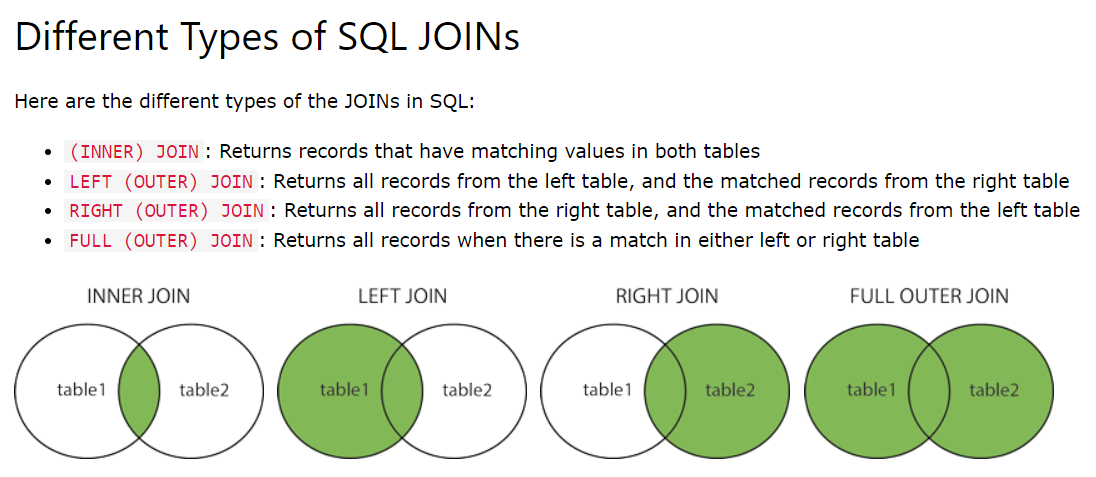 Different Types of SQL JOINs
Here are the different types of the JOINs in SQL:
• (INNER) JOIN: Returns records that have matching values in both tables
• LEFT (OUTER) JOIN: Returns all records from the left table, and the matched records from the right table
• RIGHT (OUTER) JOIN: Returns all records from the right table, and the matched records from the left table
• FULL (OUTER) JOIN: Returns all records when there is a match in either left or right table
INNER JOIN
table1 table2
LEFT JOIN
table1 table2
RIGHT JOIN
table1 table2
FULL OUTER JOIN
table1 table2